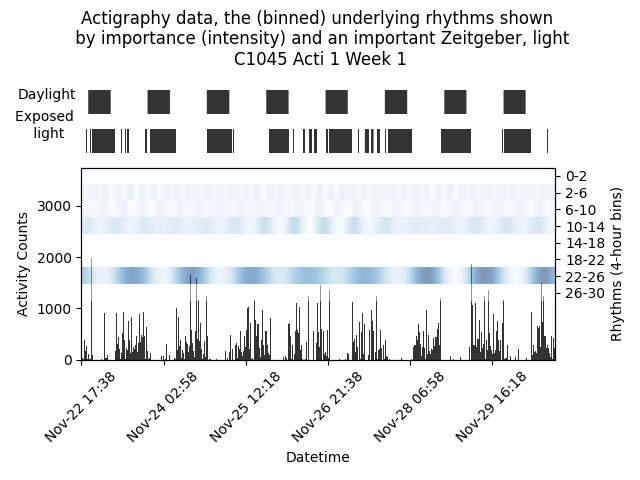 Actigraphy data, the (binned) underlying rhythms shown
by importance (intensity) and an important Zeitgeber, light
C1045 Acti 1 Week 1
Daylight
Exposed
light
3000
2000
1000
0
Activity Counts
0-2
2-6
6-10
10-14
14-18
18-22
22-26
26-30
Rhythms (4-hour bins)
Nov-22 17:38
Nov-24 02:58
Nov-25 12:18
Nov-26 21:38
Nov-28 06:58
Nov-29 16:18
Datetime